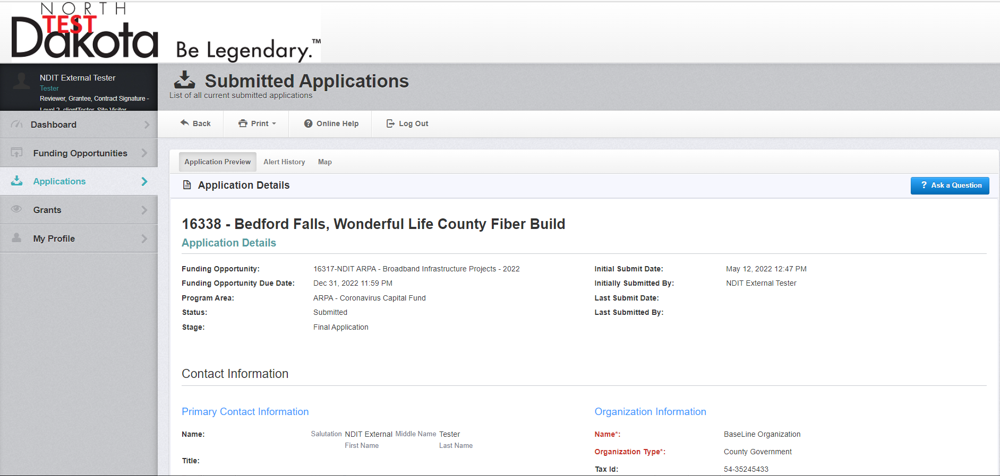 NORTH
TEST
Dakota
Be Legendary.™
NDIT External Tester
Tester
Reviewer, Grantee, Contract Signature -
Level 2, clientTester, Site Visitor
Submitted Applications
List of all current submitted applications
Dashboard
Funding Opportunities
Applications
Grants
My Profile
Back
Print
Online Help
Log Out
Application Preview
Alert History
Map
Application Details
? Ask a Question
16338 - Bedford Falls, Wonderful Life County Fiber Build
Application Details
Funding Opportunity: 16317-NDIT ARPA - Broadband Infrastructure Projects - 2022
Funding Opportunity Due Date: Dec 31, 2022 11:59 PM
Program Area: ARPA - Coronavirus Capital Fund
Status: Submitted
Stage: Final Application
Initial Submit Date: May 12, 2022 12:47 PM
Initially Submitted By: NDIT External Tester
Last Submit Date:
Last Submitted By:
Contact Information
Primary Contact Information
Name: Salutation NDIT External Middle Name Tester
First Name Last Name
Title:
Organization Information
Name*: BaseLine Organization
Organization Type*: County Government
Tax Id: 54-35245433